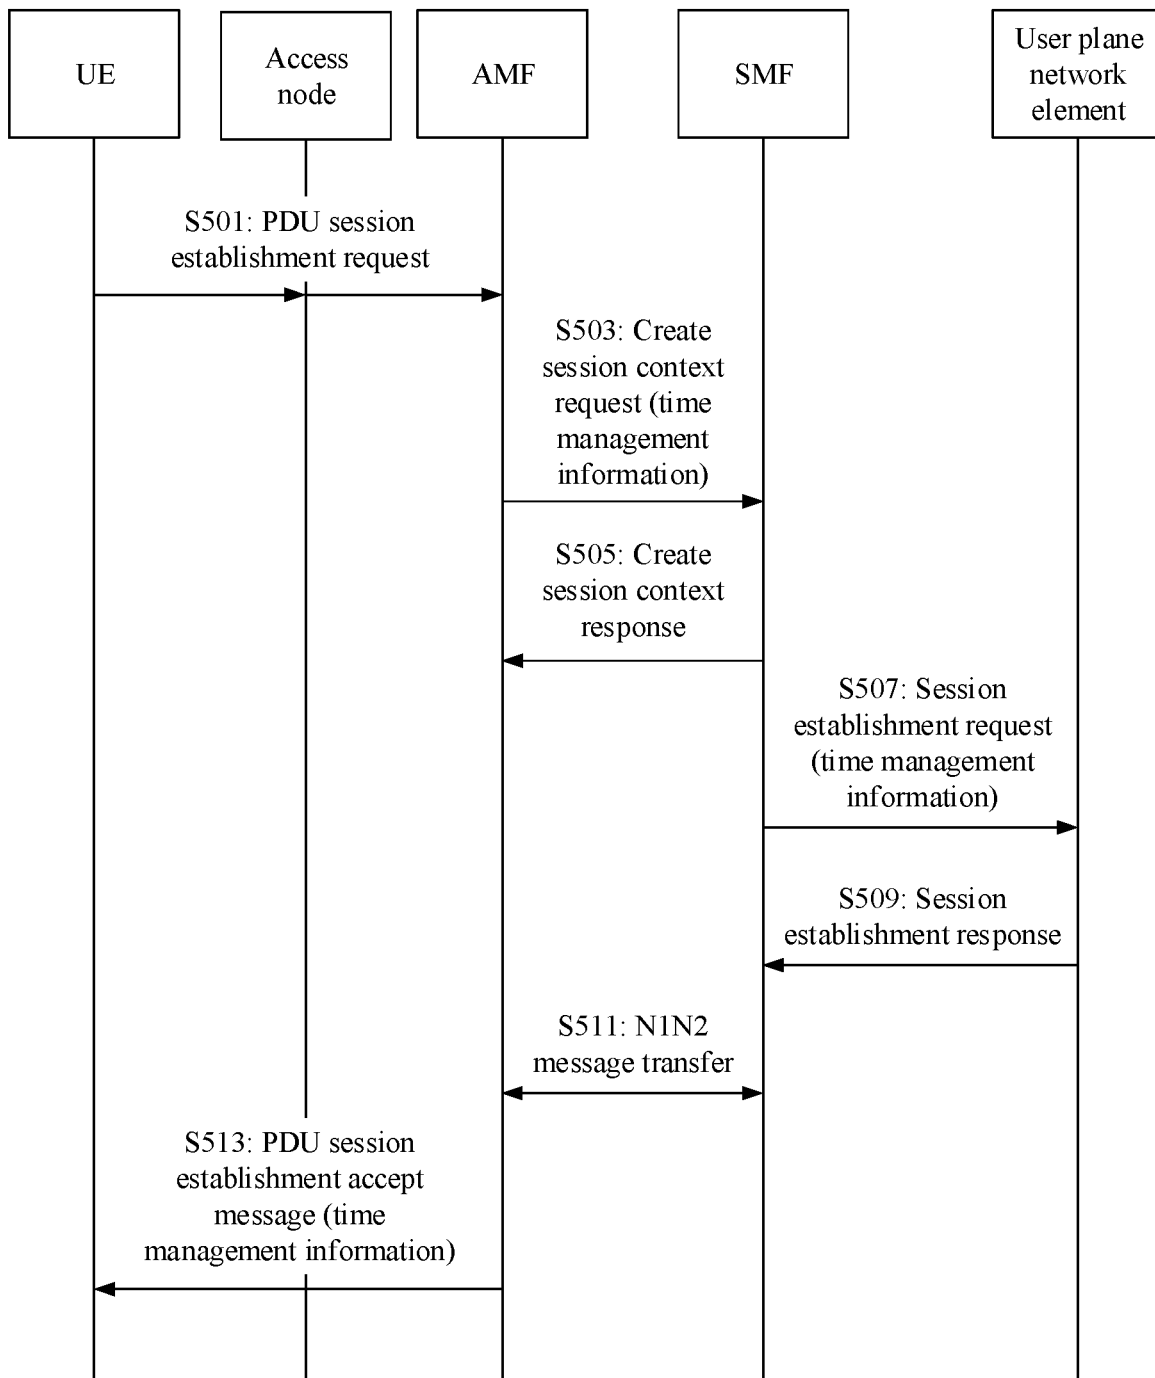 UE
Access
node
AMF
SMF
User plane
network
element
S501: PDU session
establishment request
S503: Create
session context
request (time
management
information)
S505: Create
session context
response
S507: Session
establishment request
(time management
information)
S509: Session
establishment response
S511: N1N2
message transfer
S513: PDU session
establishment accept
message (time
management information)